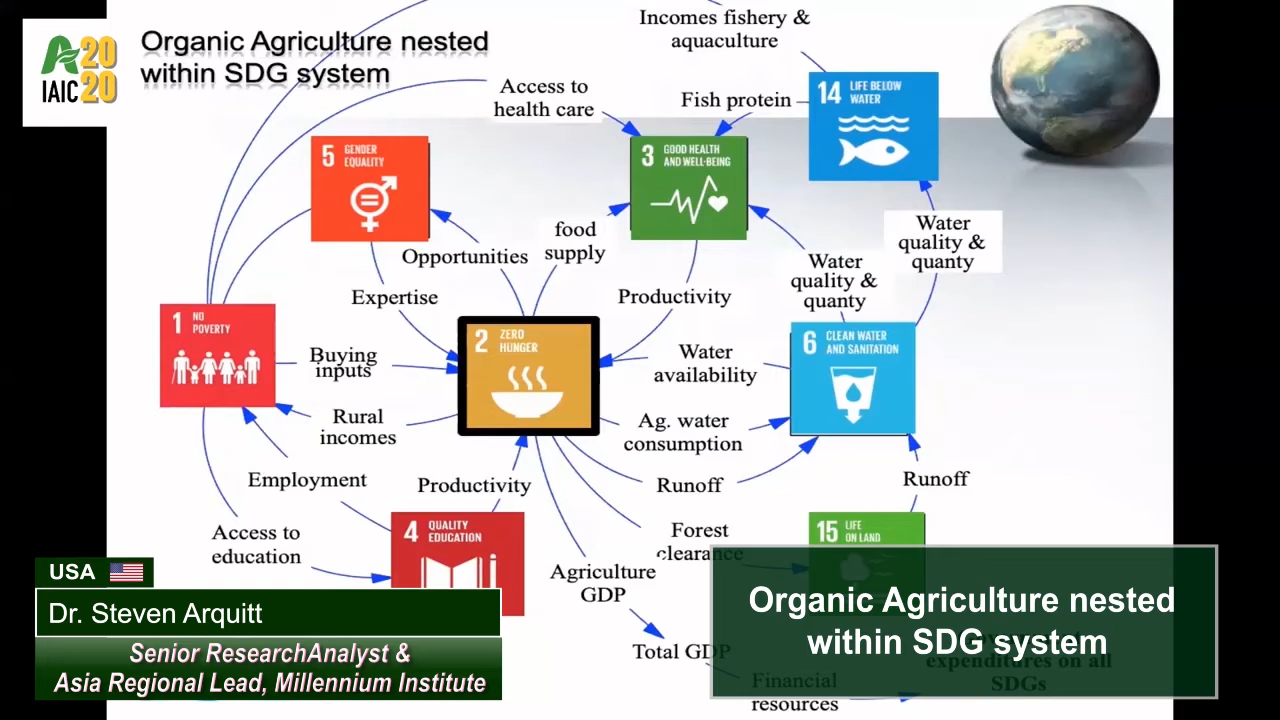 A 20
IAIC 20
Organic Agriculture nested
within SDG system
Incomes fishery &
aquaculture
Access to
health care
Fish protein
14 LIFE BELOW
WATER
5 GENDER
EQUALITY
3 GOOD HEALTH
AND WELL-BEING
Water
quality &
quanty
food
supply
Opportunities
Water
quality &
quanty
Expertise
Productivity
1 NO
POVERTY
2 ZERO
HUNGER
6 CLEAN WATER
AND SANITATION
Buying
inputs
Water
availability
Rural
incomes
Ag. water
consumption
Employment
Productivity
Runoff
Runoff
Access to
education
4 QUALITY
EDUCATION
Forest
clearance
15 LIFE
ON LAND
Agriculture
GDP
Total GDP
expenditures on all
SDGs
Financial
resources
USA
Dr. Steven Arquitt
Senior ResearchAnalyst &
Asia Regional Lead, Millennium Institute
Organic Agriculture nested
within SDG system